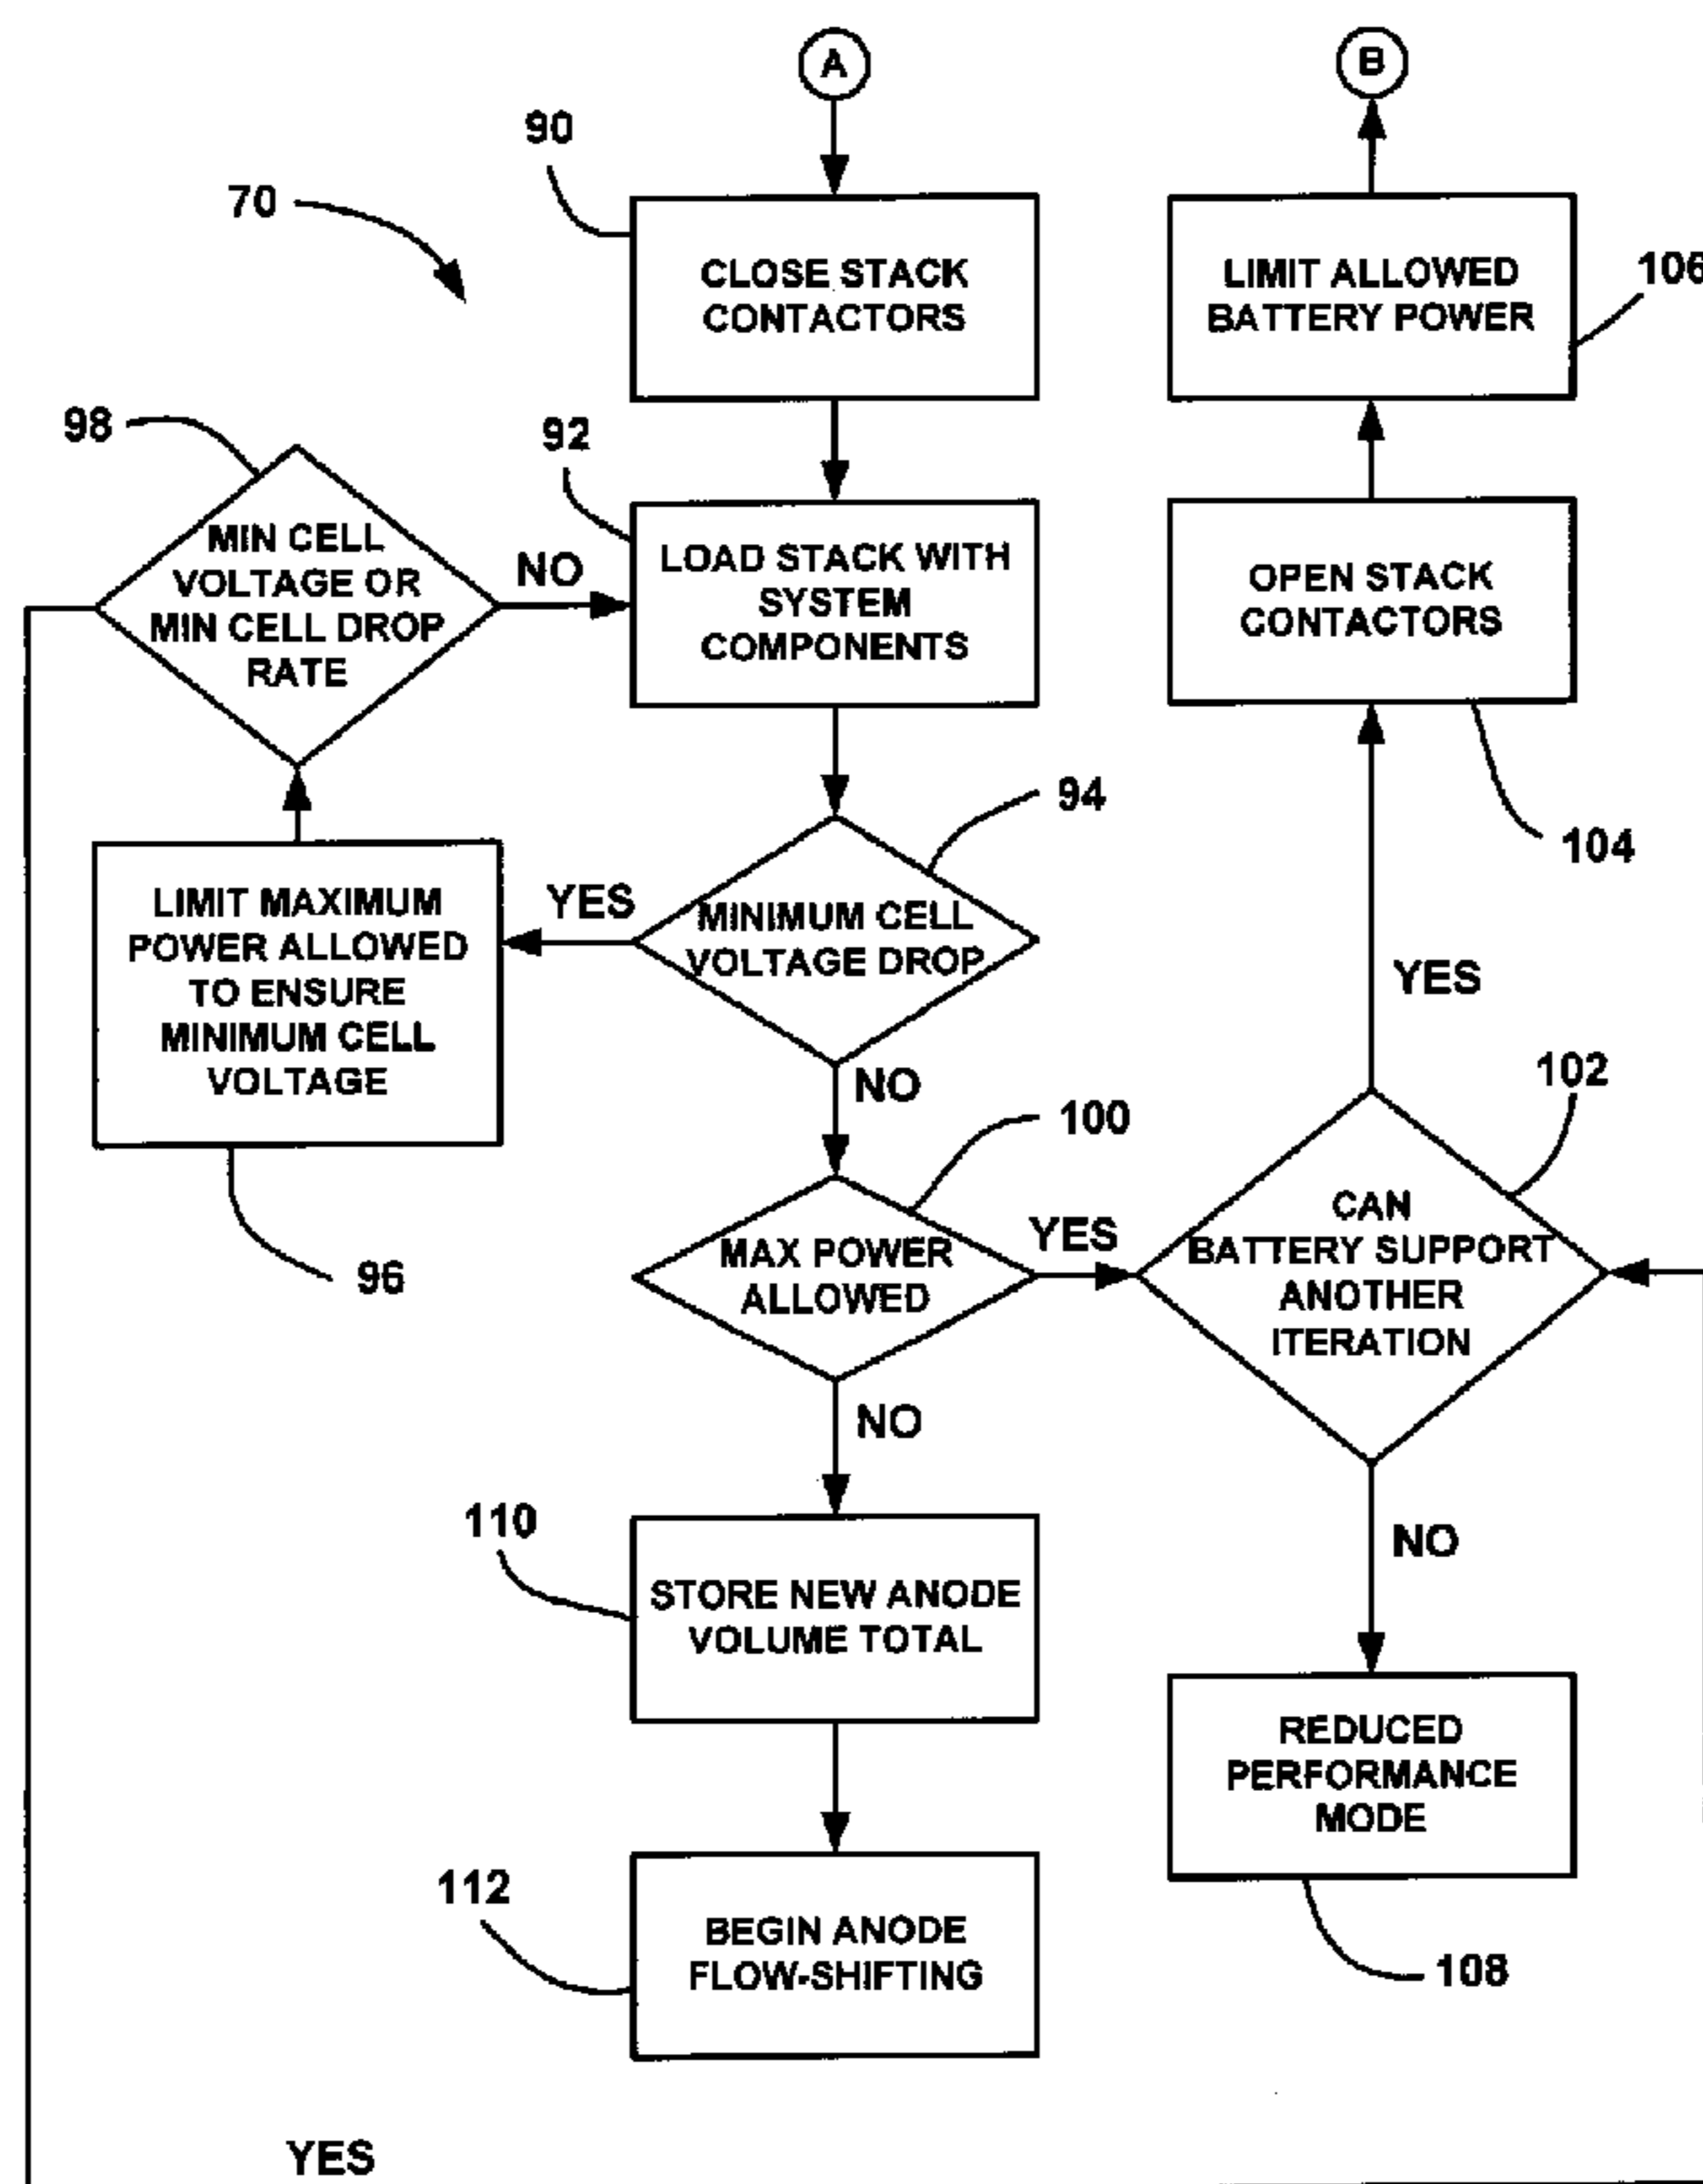 A
B
90
70
CLOSE STACK
CONTACTORS
LIMIT ALLOWED
BATTERY POWER
106
98
92
MIN CELL
VOLTAGE OR
MIN CELL DROP
RATE
NO
LOAD STACK WITH
SYSTEM
COMPONENTS
OPEN STACK
CONTACTORS
94
104
LIMIT MAXIMUM
POWER ALLOWED
TO ENSURE
MINIMUM CELL
VOLTAGE
YES
MINIMUM CELL
VOLTAGE DROP
YES
NO
102
100
96
MAX POWER
ALLOWED
YES
CAN
BATTERY SUPPORT
ANOTHER
ITERATION
NO
NO
110
STORE NEW ANODE
VOLUME TOTAL
REDUCED
PERFORMANCE
MODE
112
BEGIN ANODE
FLOW-SHIFTING
108
YES